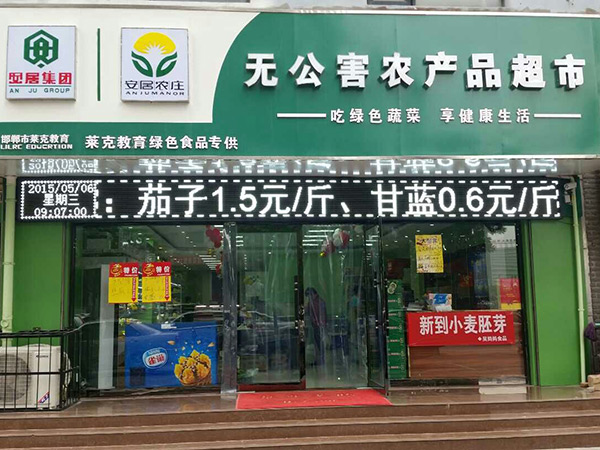 安居集团
AN JU GROUP
安居农庄
ANJUMANOR
无公害农产品超市
吃绿色蔬菜 享健康生活
邯郸市莱克教育
LILRC EDUCRTION
莱克教育绿色食品专供
2015/05/06
星期三
09:07:00
：茄子1.5元/斤、甘蓝0.6元/斤
特价
特价
新到小麦胚芽
雀巢